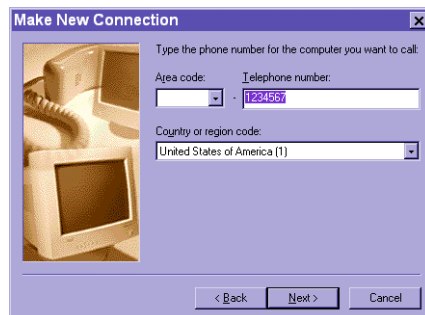 Make New Connection
Type the phone number for the computer you want to call:
Area code: Telephone number:
- 1234567
Country or region code:
United States of America (1)
< Back Next > Cancel